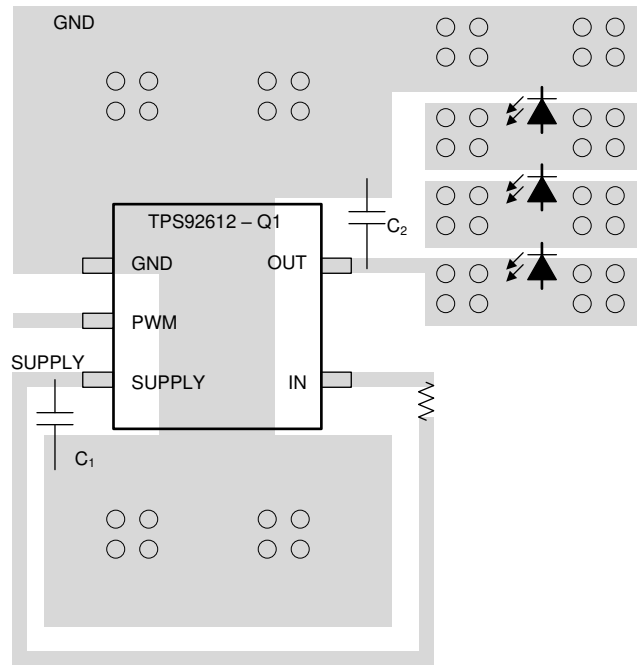 GND
TPS92612 – Q1
GND
OUT
C₂
PWM
SUPPLY
SUPPLY
IN
C₁